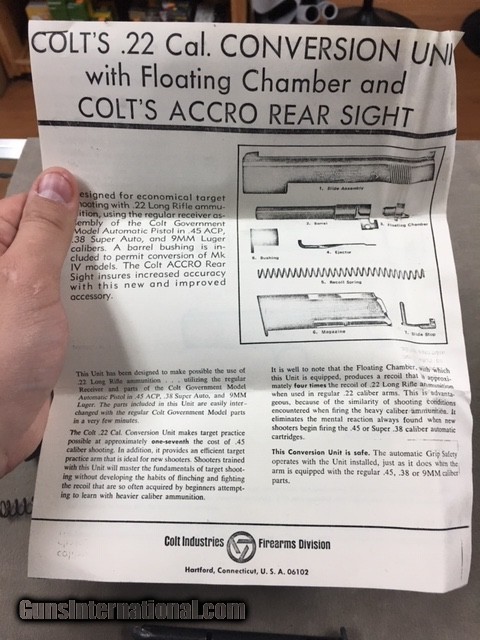 COLT'S .22 Cal. CONVERSION UNI
with Floating Chamber and
COLT'S ACCRO REAR SIGHT
esigned for economical target
hooting with .22 Long Rifle ammu-
ition, using the regular receiver as-
embly of the Colt Government
Model Automatic Pistol in .45 ACP,
.38 Super Auto, and 9MM Luger
calibers. A barrel bushing is in-
cluded to permit conversion of Mk
IV models. The Colt ACCRO Rear
Sight insures increased accuracy
with this new and improved
accessory.
1. Slide Assembly
2. Barrel
3. Floating Chamber
8. Bushing
4. Ejector
5. Recoil Spring
6. Magazine
7. Slide Stop
This Unit has been designed to make possible the use of
.22 Long Rifle ammunition . . . utilizing the regular
Receiver and parts of the Colt Government Model
Automatic Pistol in .45 ACP, .38 Super Auto, and 9MM
Luger. The parts included in this Unit are easily inter-
changed with the regular Colt Government Model parts
in a very few minutes.
The Colt .22 Cal. Conversion Unit makes target practice
possible at approximately one-seventh the cost of .45
caliber shooting. In addition, it provides an efficient target
practice arm that is ideal for new shooters. Shooters trained
with this Unit will master the fundamentals of target shoot-
ing without developing the habits of flinching and fighting
the recoil that are so often acquired by beginners attempt-
ing to learn with heavier caliber ammunition.
It is well to note that the Floating Chamber, with which
this Unit is equipped, produces a recoil that is approxi-
mately four times the recoil of .22 Long Rifle ammunition
when used in regular .22 caliber arms. This is advanta-
geous, because of the similarity of shooting conditions
encountered when firing the heavy caliber ammunition. It
eliminates the mental reaction always found when new
shooters begin firing the .45 or Super .38 caliber automatic
cartridges.
This Conversion Unit is safe. The automatic Grip Safety
operates with the Unit installed, just as it does when the
arm is equipped with the regular .45, .38 or 9MM caliber
parts.
Colt Industries Firearms Division
Hartford, Connecticut, U. S. A. 06102
GunsInternational.com